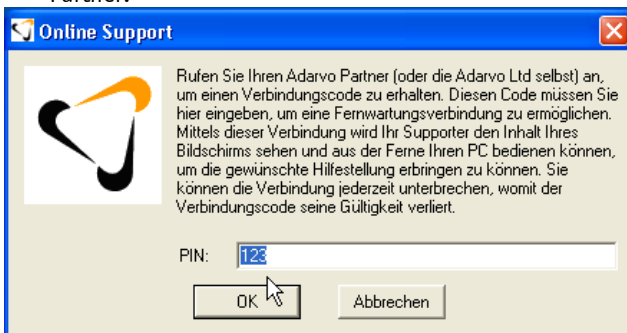 Online Support
Rufen Sie Ihren Adarvo Partner (oder die Adarvo Ltd selbst) an,
um einen Verbindungscode zu erhalten. Diesen Code müssen Sie
hier eingeben, um eine Fernwartungsverbindung zu ermöglichen.
Mittels dieser Verbindung wird Ihr Supporter den Inhalt Ihres
Bildschirms sehen und aus der Ferne Ihren PC bedienen können,
um die gewünschte Hilfestellung erbringen zu können. Sie
können die Verbindung jederzeit unterbrechen, womit der
Verbindungscode seine Gültigkeit verliert.
PIN: 123
OK Abbrechen